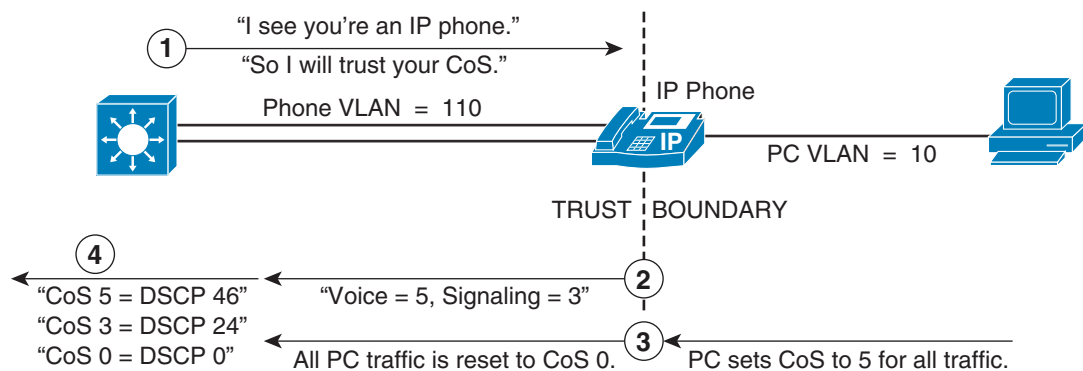 1
“I see you’re an IP phone.”
“So I will trust your CoS.”
Phone VLAN = 110
IP Phone
IP
PC VLAN = 10
TRUST BOUNDARY
4
2
“CoS 5 = DSCP 46”
“Voice = 5, Signaling = 3”
“CoS 3 = DSCP 24”
3
“CoS 0 = DSCP 0”
All PC traffic is reset to CoS 0.
PC sets CoS to 5 for all traffic.